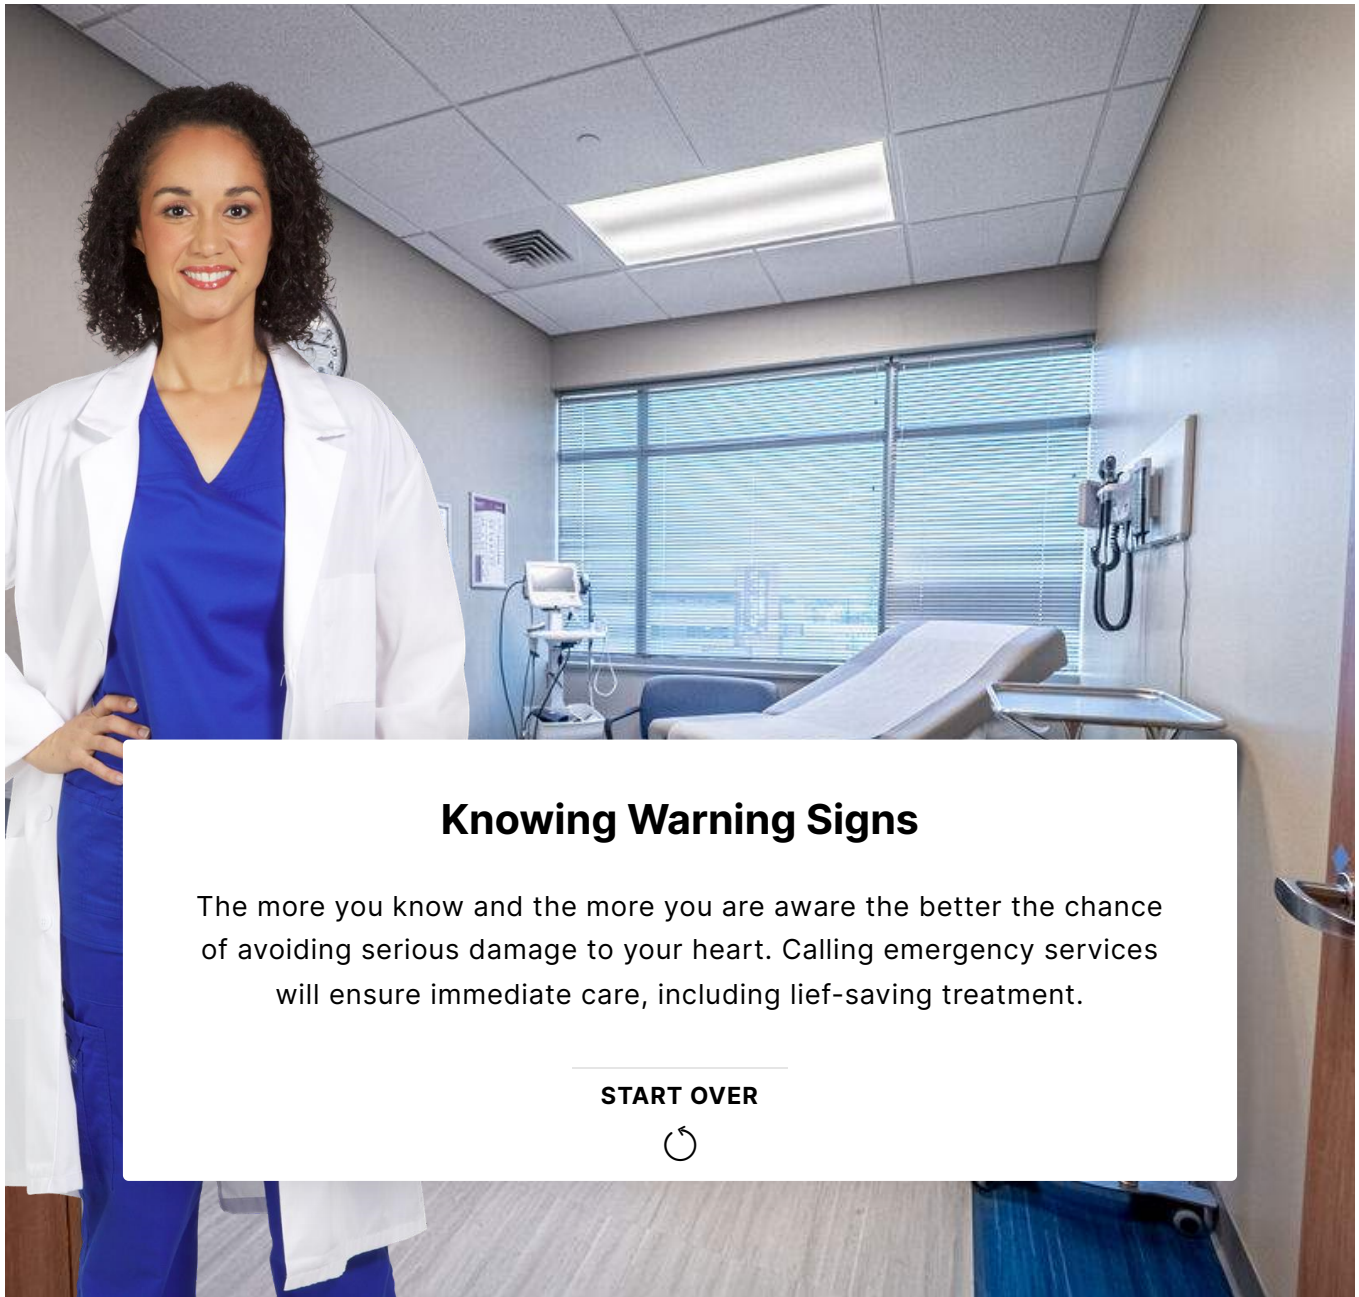 Knowing Warning Signs
The more you know and the more you are aware the better the chance
of avoiding serious damage to your heart. Calling emergency services
will ensure immediate care, including lief-saving treatment.
START OVER